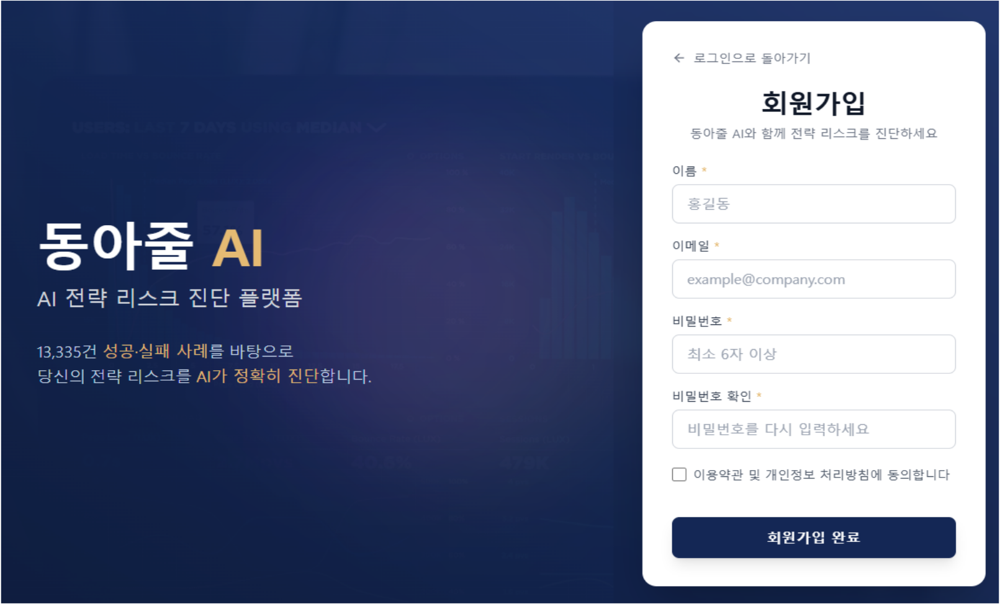 동아줄 AI
AI 전략 리스크 진단 플랫폼
13,335건 성공·실패 사례를 바탕으로
당신의 전략 리스크를 AI가 정확히 진단합니다.
USERS: LAST 7 DAYS USING MEDIAN
40.6%
479K
← 로그인으로 돌아가기
회원가입
동아줄 AI와 함께 전략 리스크를 진단하세요
이름 *
홍길동
이메일 *
example@company.com
비밀번호 *
최소 6자 이상
비밀번호 확인 *
비밀번호를 다시 입력하세요
이용약관 및 개인정보 처리방침에 동의합니다
회원가입 완료